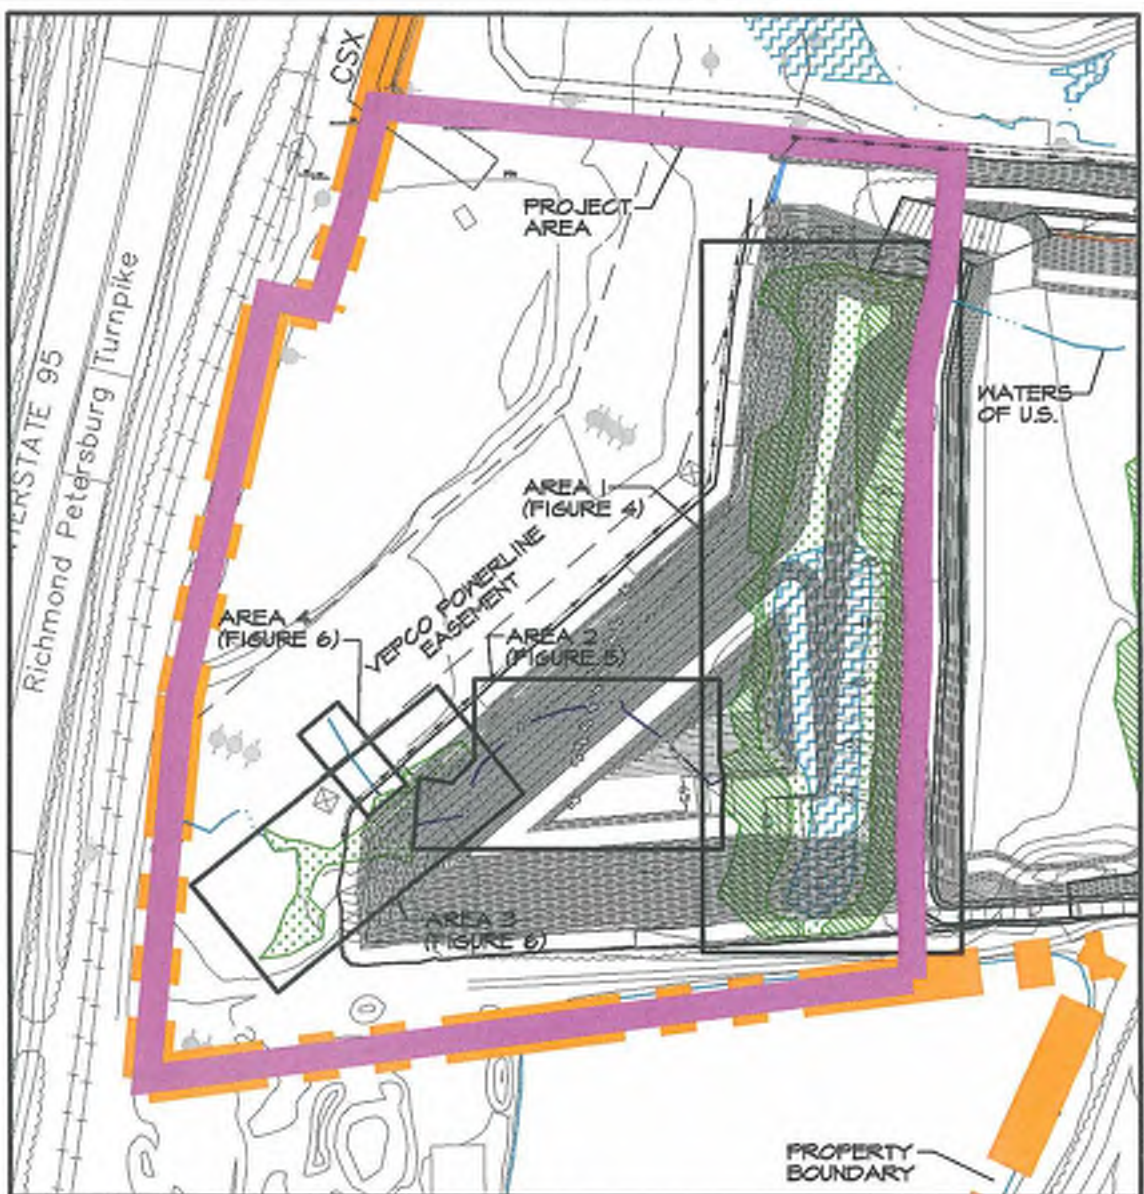 CSX
PROJECT
AREA
INTERSTATE 95
Richmond Petersburg Turnpike
WATERS
OF U.S.
AREA 1
(FIGURE 4)
VEPCO POWERLINE
EASEMENT
AREA 4
(FIGURE 6)
AREA 2
(FIGURE 5)
AREA 3
(FIGURE 6)
PROPERTY
BOUNDARY